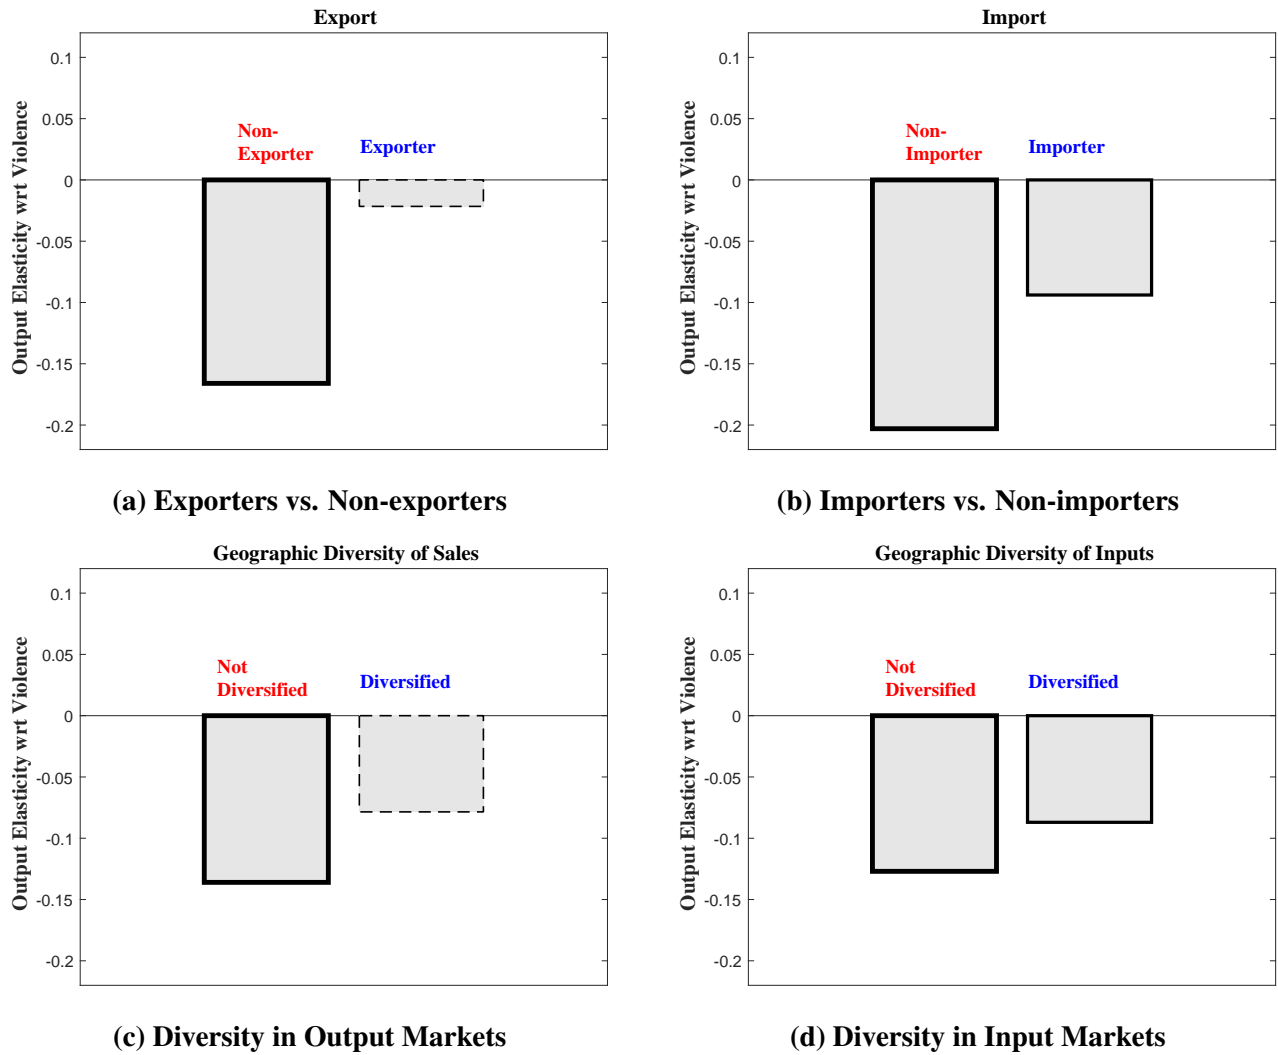 Export
0.1
0.05
0
-0.05
-0.1
-0.15
-0.2
Output Elasticity wrt Violence
Non-
Exporter
Exporter
(a) Exporters vs. Non-exporters
Import
0.1
0.05
0
-0.05
-0.1
-0.15
-0.2
Output Elasticity wrt Violence
Non-
Importer
Importer
(b) Importers vs. Non-importers
Geographic Diversity of Sales
0.1
0.05
0
-0.05
-0.1
-0.15
-0.2
Output Elasticity wrt Violence
Not
Diversified
Diversified
(c) Diversity in Output Markets
Geographic Diversity of Inputs
0.1
0.05
0
-0.05
-0.1
-0.15
-0.2
Output Elasticity wrt Violence
Not
Diversified
Diversified
(d) Diversity in Input Markets